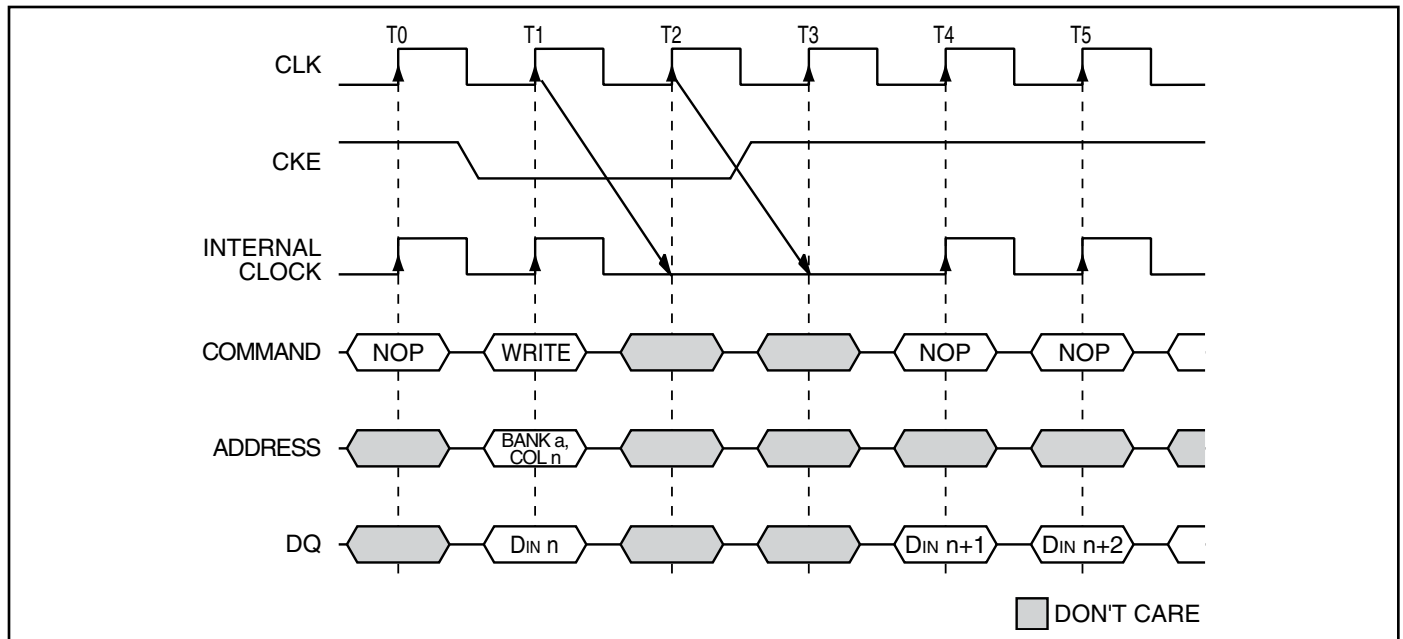 T0 T1 T2 T3 T4 T5
CLK
CKE
INTERNAL
CLOCK
COMMAND NOP WRITE NOP NOP
ADDRESS BANK a,
COL n
DQ DIN n DIN n+1 DIN n+2
DON'T CARE